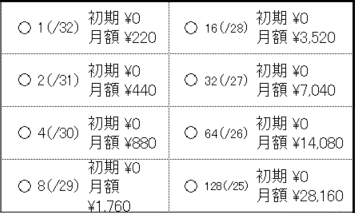 ○ 1(/32) 初期 ¥0
月額 ¥220
○ 16(/28) 初期 ¥0
月額 ¥3,520
○ 2(/31) 初期 ¥0
月額 ¥440
○ 32(/27) 初期 ¥0
月額 ¥7,040
○ 4(/30) 初期 ¥0
月額 ¥880
○ 64(/26) 初期 ¥0
月額 ¥14,080
○ 8(/29) 初期 ¥0
月額
¥1,760
○ 128(/25) 初期 ¥0
月額 ¥28,160